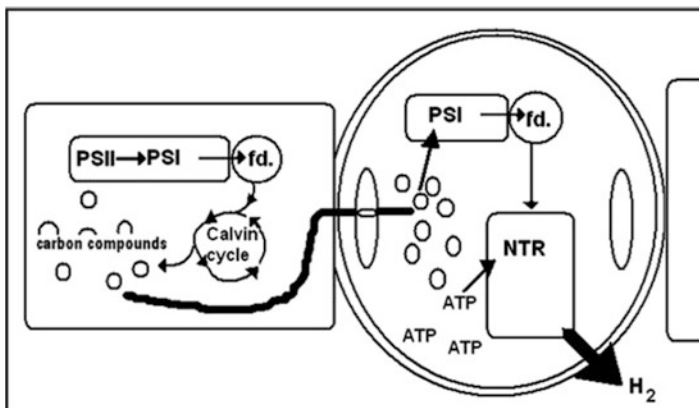 PSII PSI fd.
carbon compounds
Calvin
cycle
PSI fd.
NTR
ATP
ATP
ATP
H₂